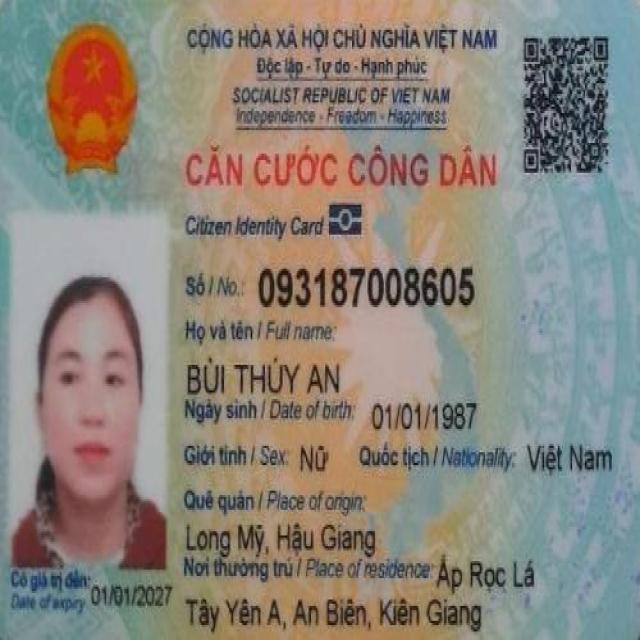 CỘNG HÒA XÃ HỘI CHỦ NGHĨA VIỆT NAM
Độc lập - Tự do - Hạnh phúc
SOCIALIST REPUBLIC OF VIET NAM
Independence - Freedom - Happiness
CĂN CƯỚC CÔNG DÂN
Citizen Identity Card
Số / No.: 093187008605
Họ và tên / Full name:
BÙI THÚY AN
Ngày sinh / Date of birth: 01/01/1987
Giới tính / Sex: Nữ Quốc tịch / Nationality: Việt Nam
Quê quán / Place of origin:
Long Mỹ, Hậu Giang
Nơi thường trú / Place of residence: Ấp Rọc Lá
Tây Yên A, An Biên, Kiên Giang
Có giá trị đến: 01/01/2027
Date of expiry